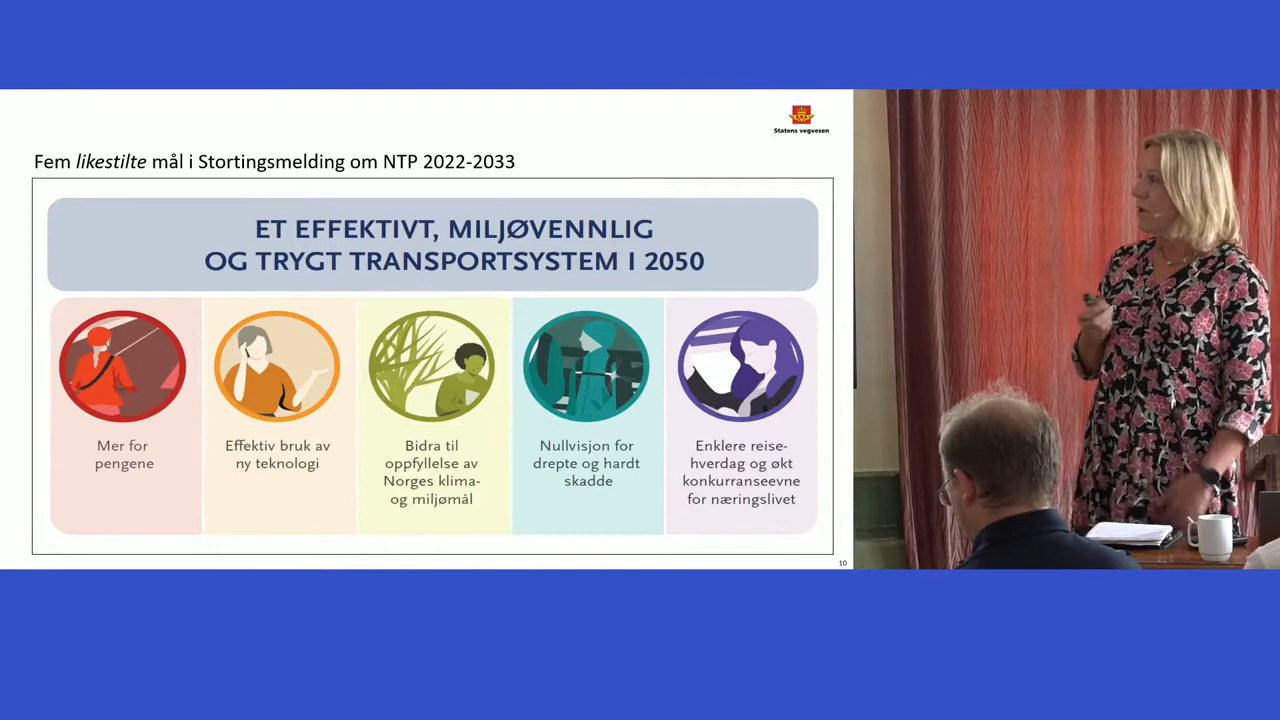 Statens vegvesen
Fem likestilte mål i Stortingsmelding om NTP 2022-2033
ET EFFEKTIVT, MILJØVENNLIG
OG TRYGT TRANSPORTSYSTEM I 2050
Mer for
pengene
Effektiv bruk av
ny teknologi
Bidra til
oppfyllelse av
Norges klima-
og miljømål
Nullvisjon for
drepte og hardt
skadde
Enklere reise-
hverdag og økt
konkurranseevne
for næringslivet
10